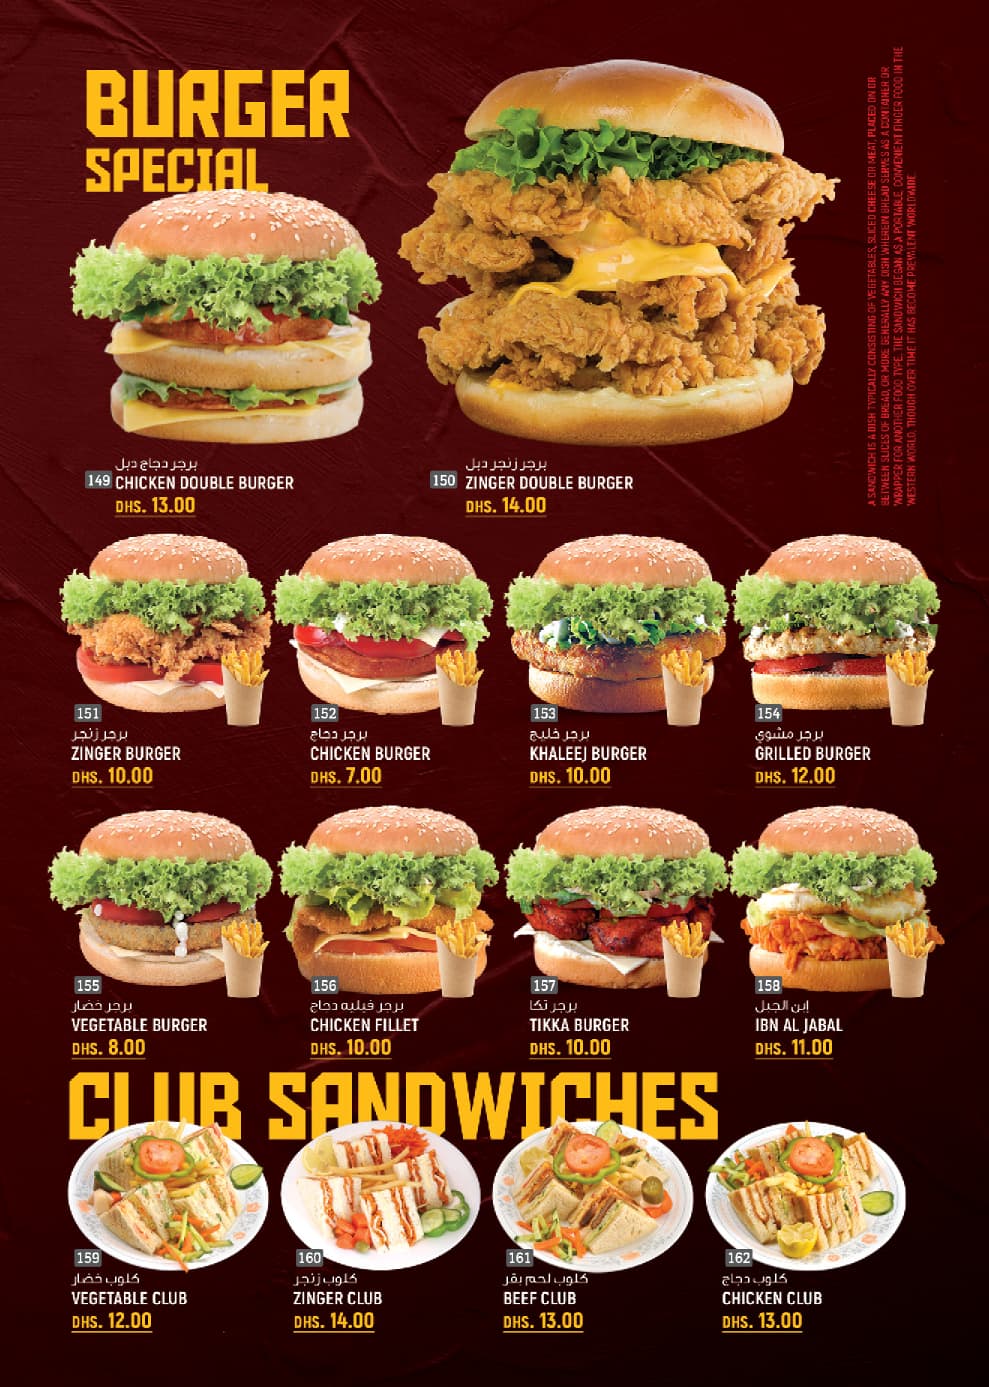 BURGER
SPECIAL
A SANDWICH IS A DISH TYPICALLY CONSISTING OF VEGETABLES, SLICED CHEESE OR MEAT, PLACED ON OR
BETWEEN SLICES OF BREAD, OR MORE GENERALLY ANY DISH WHEREIN BREAD SERVES AS A CONTAINER OR
WRAPPER FOR ANOTHER FOOD TYPE. THE SANDWICH BEGAN AS A PORTABLE, CONVENIENT FINGER FOOD IN THE
WESTERN WORLD, THOUGH OVER TIME IT HAS BECOME PREVALENT WORLDWIDE.
برجر دجاج دبل
149 CHICKEN DOUBLE BURGER
DHS. 13.00
برجر زنجر دبل
150 ZINGER DOUBLE BURGER
DHS. 14.00
151
برجر زنجر
ZINGER BURGER
DHS. 10.00
152
برجر دجاج
CHICKEN BURGER
DHS. 7.00
153
برجر خليج
KHALEEJ BURGER
DHS. 10.00
154
برجر مشوي
GRILLED BURGER
DHS. 12.00
155
برجر خضار
VEGETABLE BURGER
DHS. 8.00
156
برجر فيليه دجاج
CHICKEN FILLET
DHS. 10.00
157
برجر تكا
TIKKA BURGER
DHS. 10.00
158
إبن الجبل
IBN AL JABAL
DHS. 11.00
CLUB SANDWICHES
159
كلوب خضار
VEGETABLE CLUB
DHS. 12.00
160
كلوب زنجر
ZINGER CLUB
DHS. 14.00
161
كلوب لحم بقر
BEEF CLUB
DHS. 13.00
162
كلوب دجاج
CHICKEN CLUB
DHS. 13.00